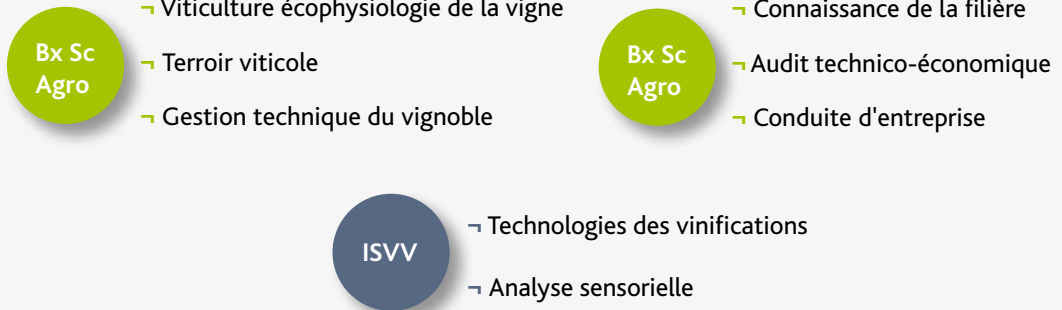 ¬ Viticulture écophysiologie de la vigne
Bx Sc
Agro
¬ Terroir viticole
¬ Gestion technique du vignoble
¬ Connaissance de la filière
Bx Sc
Agro
¬ Audit technico-économique
¬ Conduite d'entreprise
ISVV
¬ Technologies des vinifications
¬ Analyse sensorielle